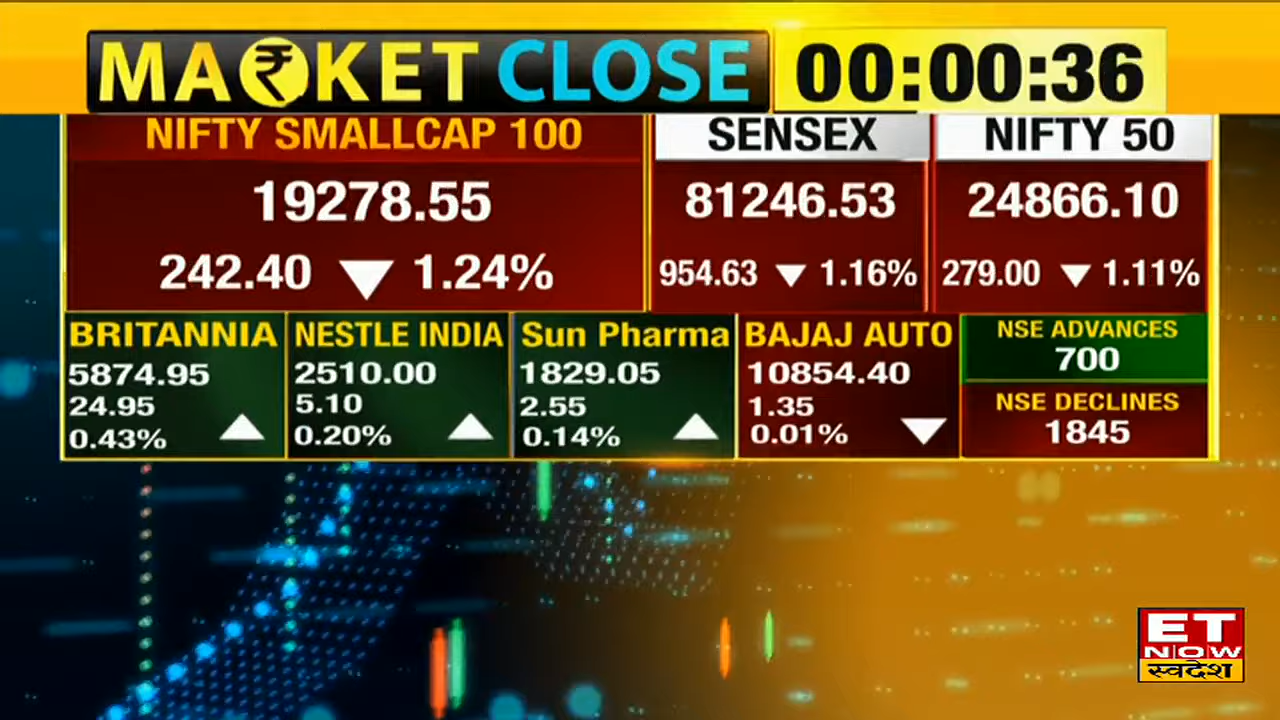 MA₹KET CLOSE 00:00:36
NIFTY SMALLCAP 100
19278.55
242.40 ▼ 1.24%
SENSEX
81246.53
954.63 ▼ 1.16%
NIFTY 50
24866.10
279.00 ▼ 1.11%
BRITANNIA
5874.95
24.95
0.43% ▲
NESTLE INDIA
2510.00
5.10
0.20% ▲
Sun Pharma
1829.05
2.55
0.14% ▲
BAJAJ AUTO
10854.40
1.35
0.01% ▼
NSE ADVANCES
700
NSE DECLINES
1845
ET
NOW
स्वदेश